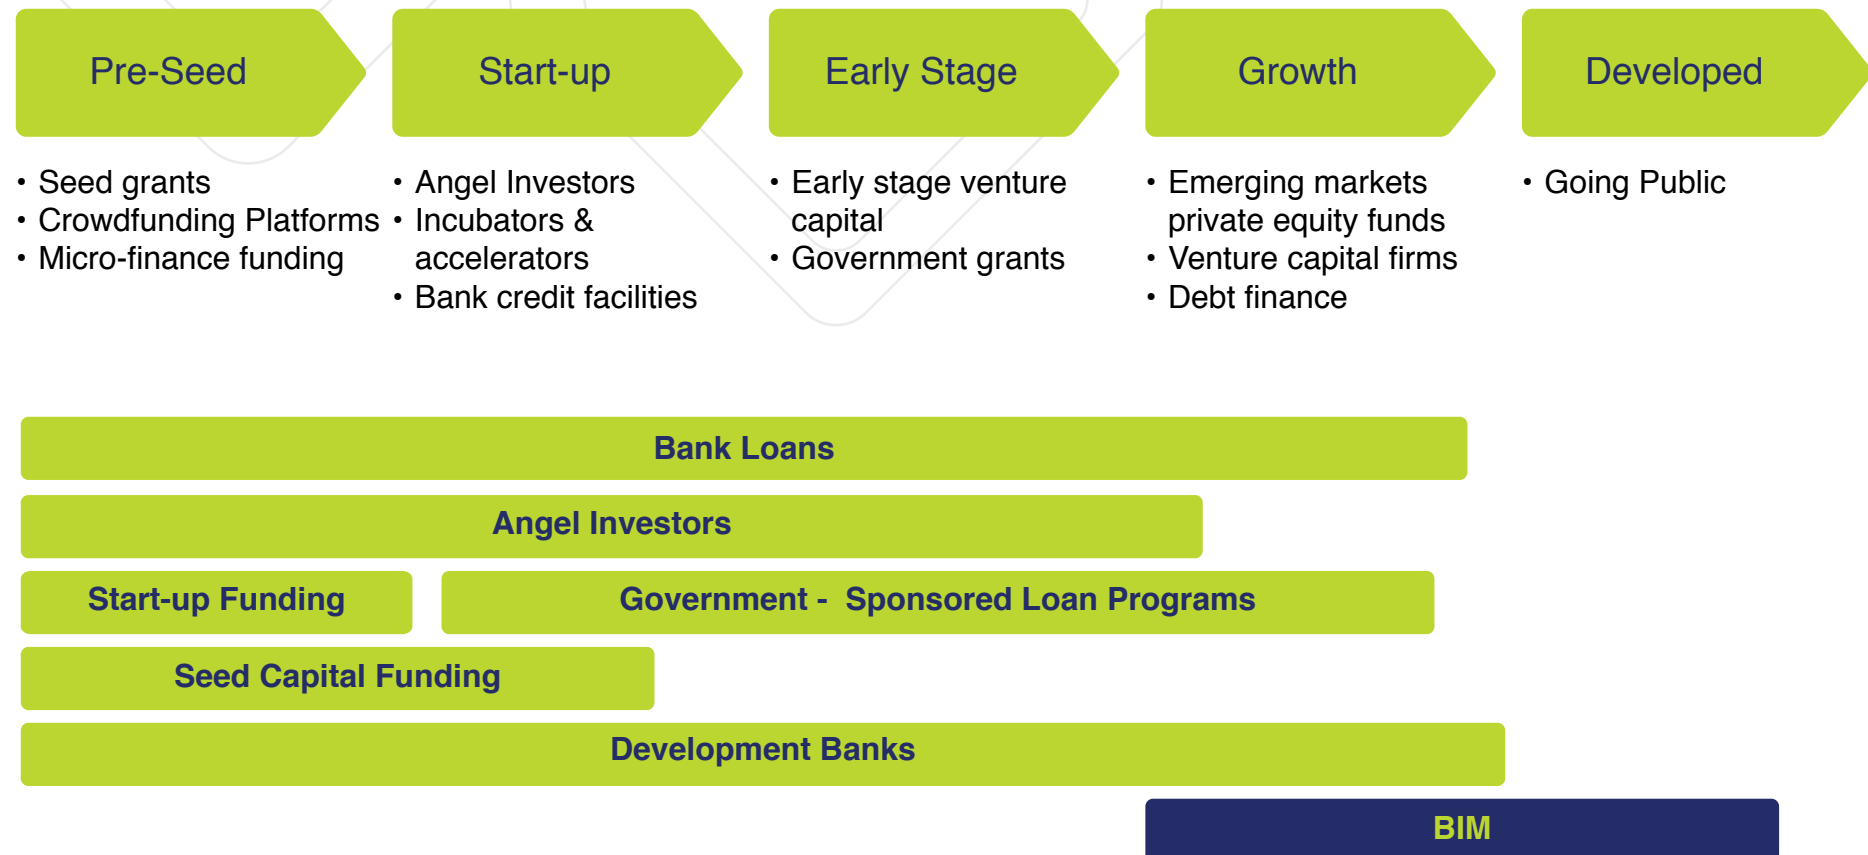 Pre-Seed
Start-up
Early Stage
Growth
Developed
• Seed grants
• Crowdfunding Platforms
• Micro-finance funding
• Angel Investors
• Incubators &
accelerators
• Bank credit facilities
• Early stage venture
capital
• Government grants
• Emerging markets
private equity funds
• Venture capital firms
• Debt finance
• Going Public
Bank Loans
Angel Investors
Start-up Funding
Government -  Sponsored Loan Programs
Seed Capital Funding
Development Banks
BIM